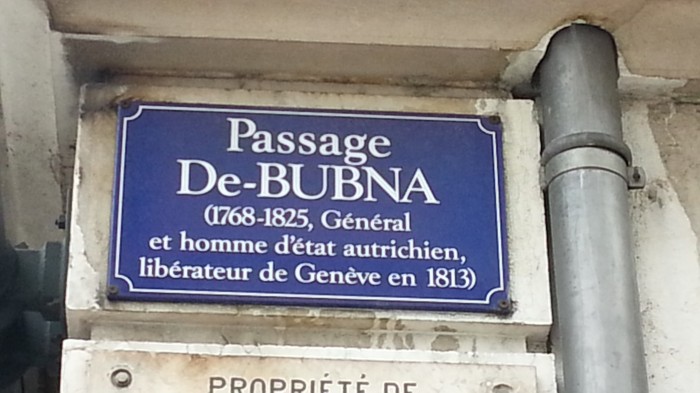 Passage
De-BUBNA
(1768-1825, Général
et homme d'état autrichien,
libérateur de Genève en 1813)
PROPRIÉTÉ DE